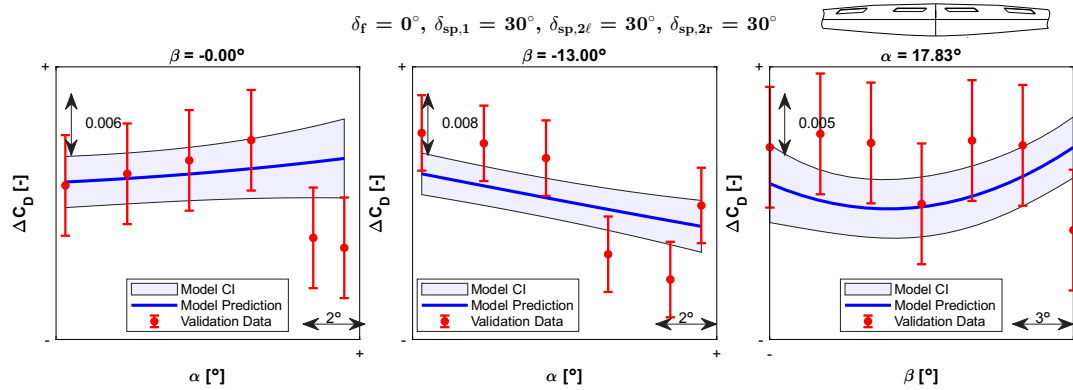 δf = 0°, δsp,1 = 30°, δsp,2ℓ = 30°, δsp,2r = 30°
β = -0.00°
+
0.006
ΔCD [-]
Model CI
Model Prediction
Validation Data
2°
-
+
α [°]
β = -13.00°
+
0.008
ΔCD [-]
Model CI
Model Prediction
Validation Data
2°
-
+
α [°]
α = 17.83°
+
0.005
ΔCD [-]
Model CI
Model Prediction
Validation Data
3°
-
-
+
β [°]